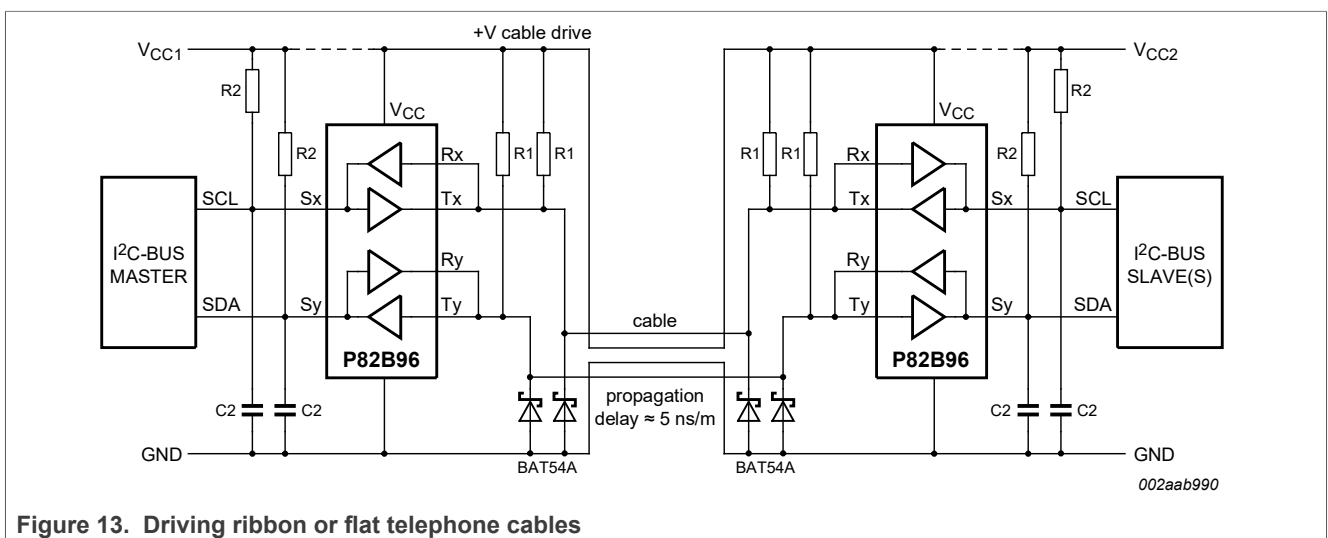 +V cable drive
VCC1
VCC2
R2
R2
VCC
R1
R1
Rx
Tx
Ry
Ty
Sx
Sy
SCL
SDA
I2C-BUS
MASTER
P82B96
C2
C2
GND
BAT54A
cable
propagation
delay ≈ 5 ns/m
R1
R1
VCC
Rx
Tx
Ry
Ty
Sx
Sy
P82B96
BAT54A
R2
R2
SCL
SDA
I2C-BUS
SLAVE(S)
C2
C2
GND
002aab990
Figure 13. Driving ribbon or flat telephone cables